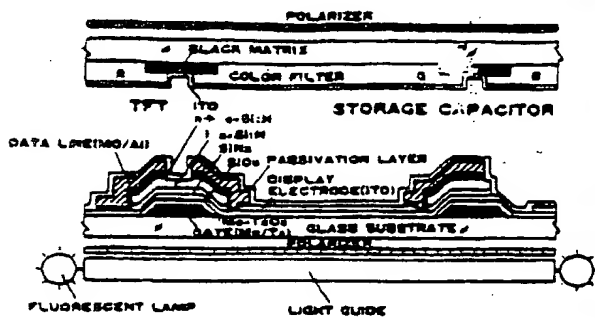 POLARIZER
BLACK MATRIX
R COLOR FILTER G B
TFT ITO STORAGE CAPACITOR
n+ a-Si:H
i a-Si:H
DATA LINE(MO/Al)
SiNx
SiOx PASSIVATION LAYER
DISPLAY
ELECTRODE(ITO)
GATE(Mo/Ta) GLASS SUBSTRATE
POLARIZER
FLUORESCENT LAMP
LIGHT GUIDE